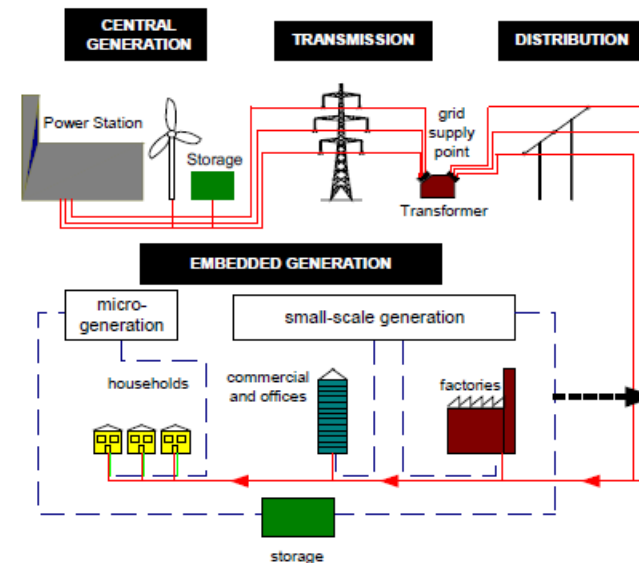 CENTRAL
GENERATION
TRANSMISSION
DISTRIBUTION
Power Station
Storage
grid
supply
point
Transformer
EMBEDDED GENERATION
micro-
generation
small-scale generation
households
commercial
and offices
factories
storage